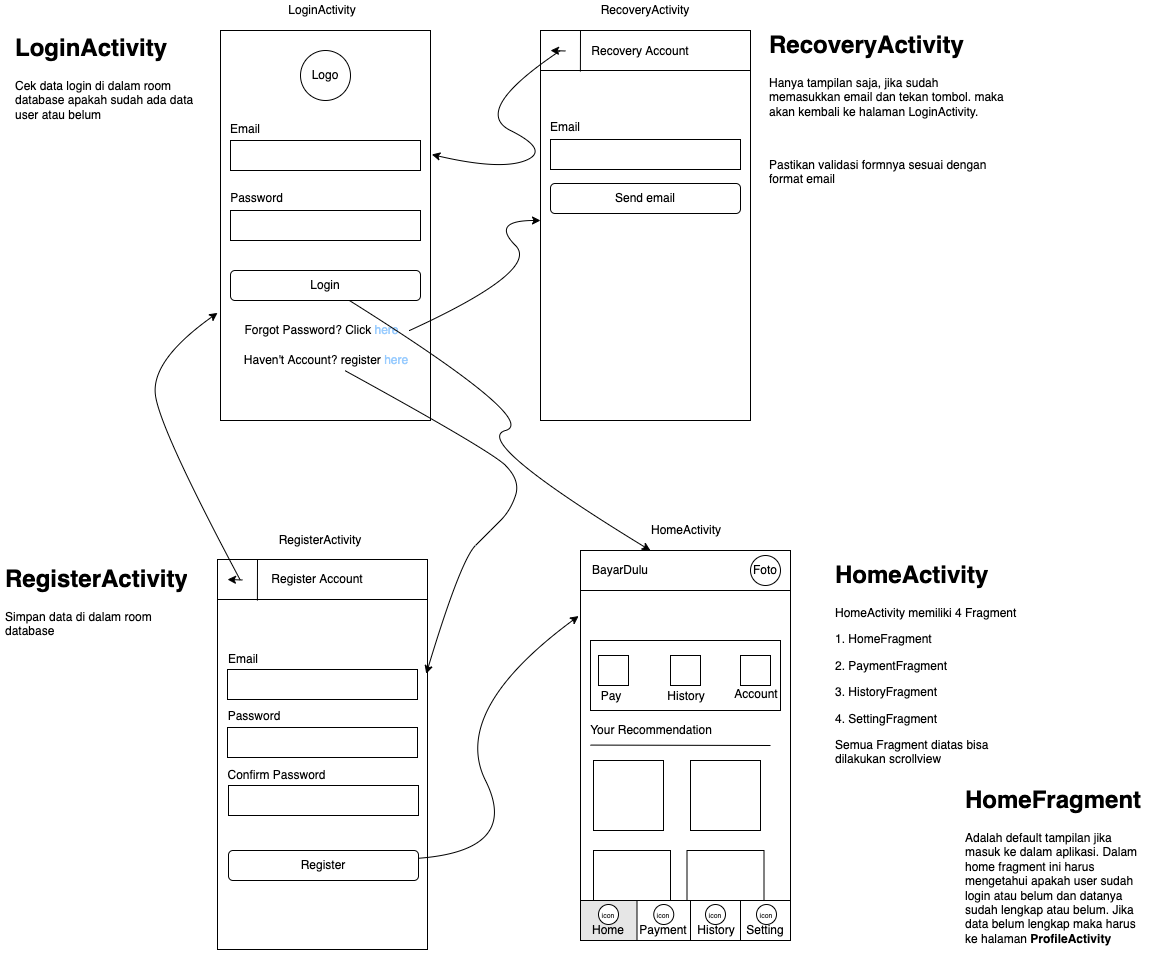 LoginActivity
RecoveryActivity
LoginActivity
Cek data login di dalam room
database apakah sudah ada data
user atau belum
Logo
Email
Password
Login
Forgot Password? Click here
Haven't Account? register here
Recovery Account
Email
Send email
RecoveryActivity
Hanya tampilan saja, jika sudah
memasukkan email dan tekan tombol. maka
akan kembali ke halaman LoginActivity.
Pastikan validasi formnya sesuai dengan
format email
RegisterActivity
HomeActivity
RegisterActivity
Simpan data di dalam room
database
Register Account
Email
Password
Confirm Password
Register
BayarDulu
Foto
Pay
History
Account
Your Recommendation
icon
icon
icon
icon
Home
Payment
History
Setting
HomeActivity
HomeActivity memiliki 4 Fragment
1. HomeFragment
2. PaymentFragment
3. HistoryFragment
4. SettingFragment
Semua Fragment diatas bisa
dilakukan scrollview
HomeFragment
Adalah default tampilan jika
masuk ke dalam aplikasi. Dalam
home fragment ini harus
mengetahui apakah user sudah
login atau belum dan datanya
sudah lengkap atau belum. Jika
data belum lengkap maka harus
ke halaman ProfileActivity